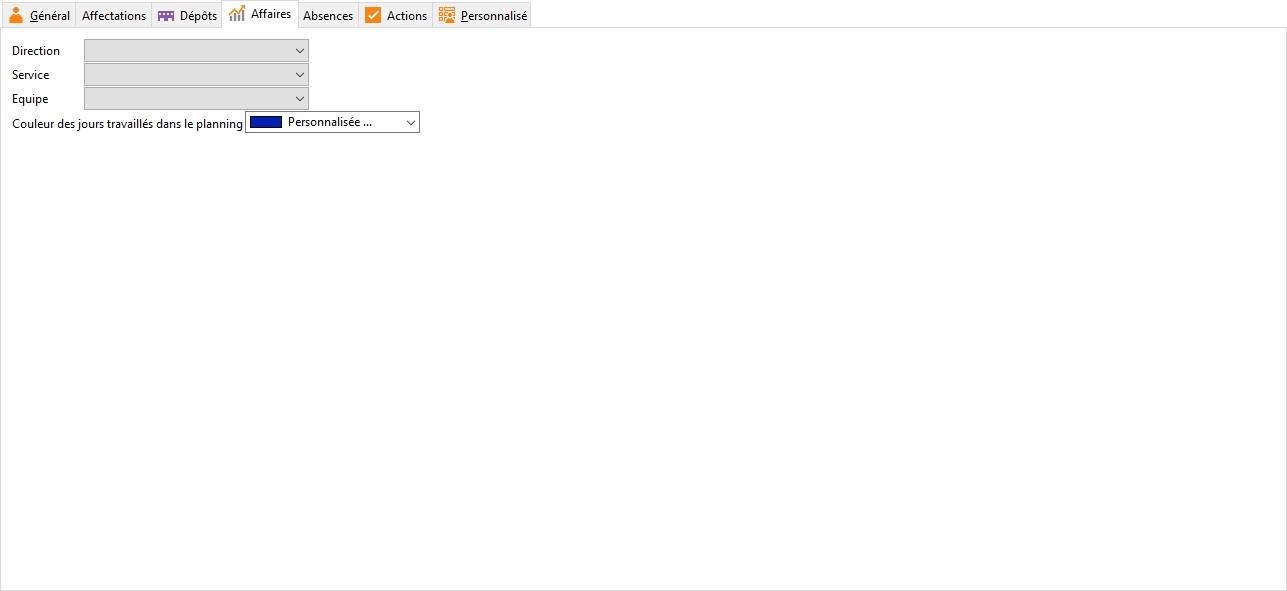 Général Affectations Dépôts Affaires Absences Actions Personnalisé
Direction
Service
Equipe
Couleur des jours travaillés dans le planning Personnalisée ...